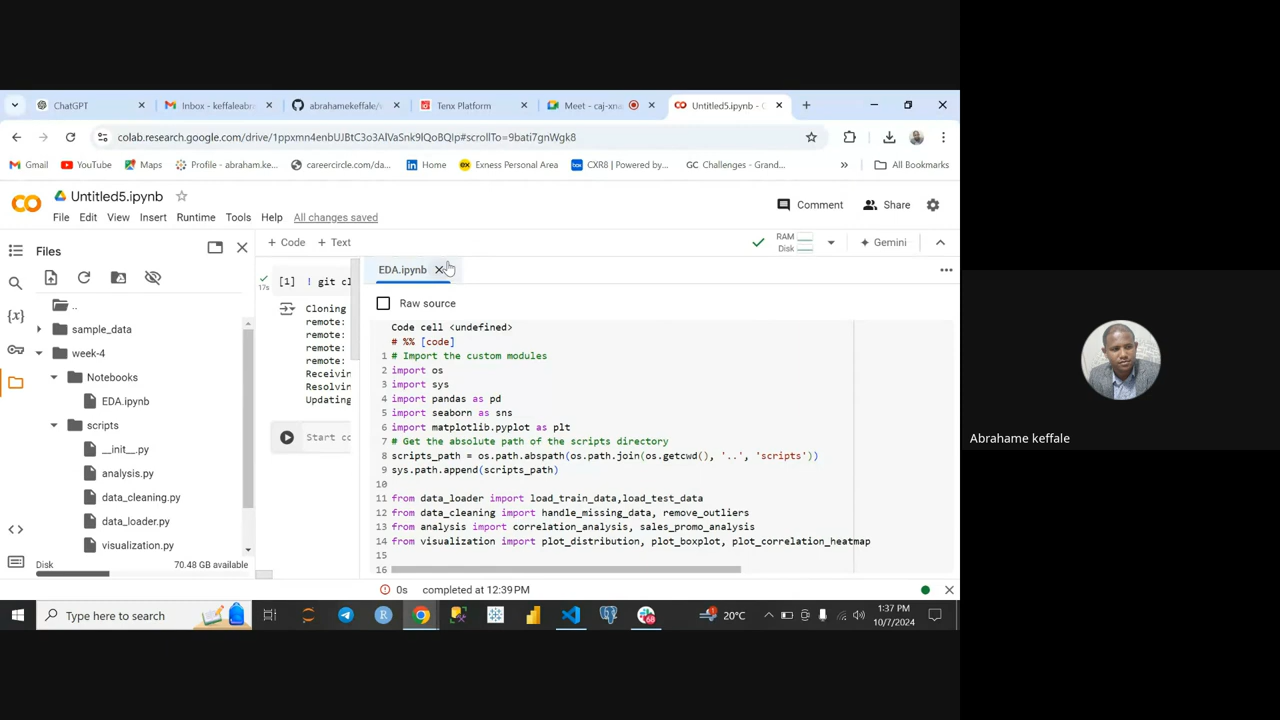 ChatGPT
Inbox - keffaleabr
abrahamekeffale/
Tenx Platform
Meet - caj-xna
Untitled5.ipynb - C
colab.research.google.com/drive/1ppxmn4enbUJBtC3o3AlVaSnk9lQoBQIp#scrollTo=9bati7gnWgk8
Gmail
YouTube
Maps
Profile - abraham.ke...
careercircle.com/da...
Home
Exness Personal Area
CXR8 | Powered by...
GC Challenges - Grand...
»
All Bookmarks
Untitled5.ipynb
File Edit View Insert Runtime Tools Help All changes saved
Comment
Share
Files
+ Code + Text
RAM
Disk
Gemini
..
sample_data
week-4
Notebooks
EDA.ipynb
scripts
__init__.py
analysis.py
data_cleaning.py
data_loader.py
visualization.py
Disk
70.48 GB available
17s
[1] ! git cl
Cloning
remote:
remote:
remote:
remote:
Receivin
Resolvin
Updating
Start co
EDA.ipynb
Raw source
Code cell <undefined>
# %% [code]
1 # Import the custom modules
2 import os
3 import sys
4 import pandas as pd
5 import seaborn as sns
6 import matplotlib.pyplot as plt
7 # Get the absolute path of the scripts directory
8 scripts_path = os.path.abspath(os.path.join(os.getcwd(), '..', 'scripts'))
9 sys.path.append(scripts_path)
10
11 from data_loader import load_train_data,load_test_data
12 from data_cleaning import handle_missing_data, remove_outliers
13 from analysis import correlation_analysis, sales_promo_analysis
14 from visualization import plot_distribution, plot_boxplot, plot_correlation_heatmap
15
16
0s completed at 12:39 PM
Type here to search
20°C
1:37 PM
10/7/2024
Abrahame keffale